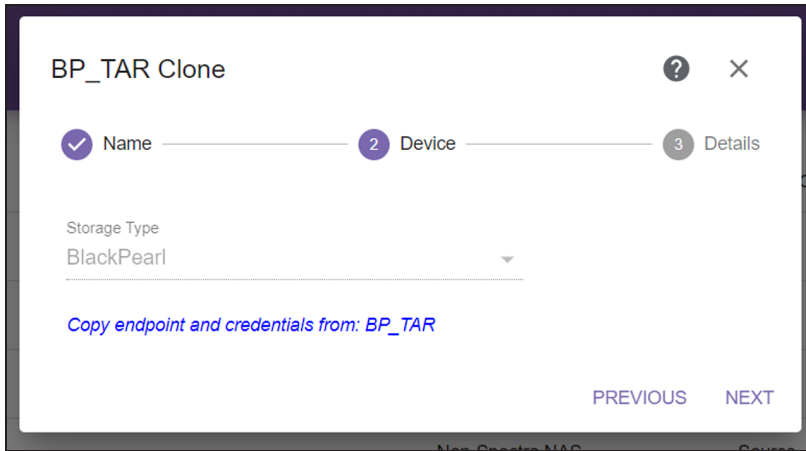 BP_TAR Clone
?
Name
2 Device
3 Details
Storage Type
BlackPearl
Copy endpoint and credentials from: BP_TAR
PREVIOUS NEXT